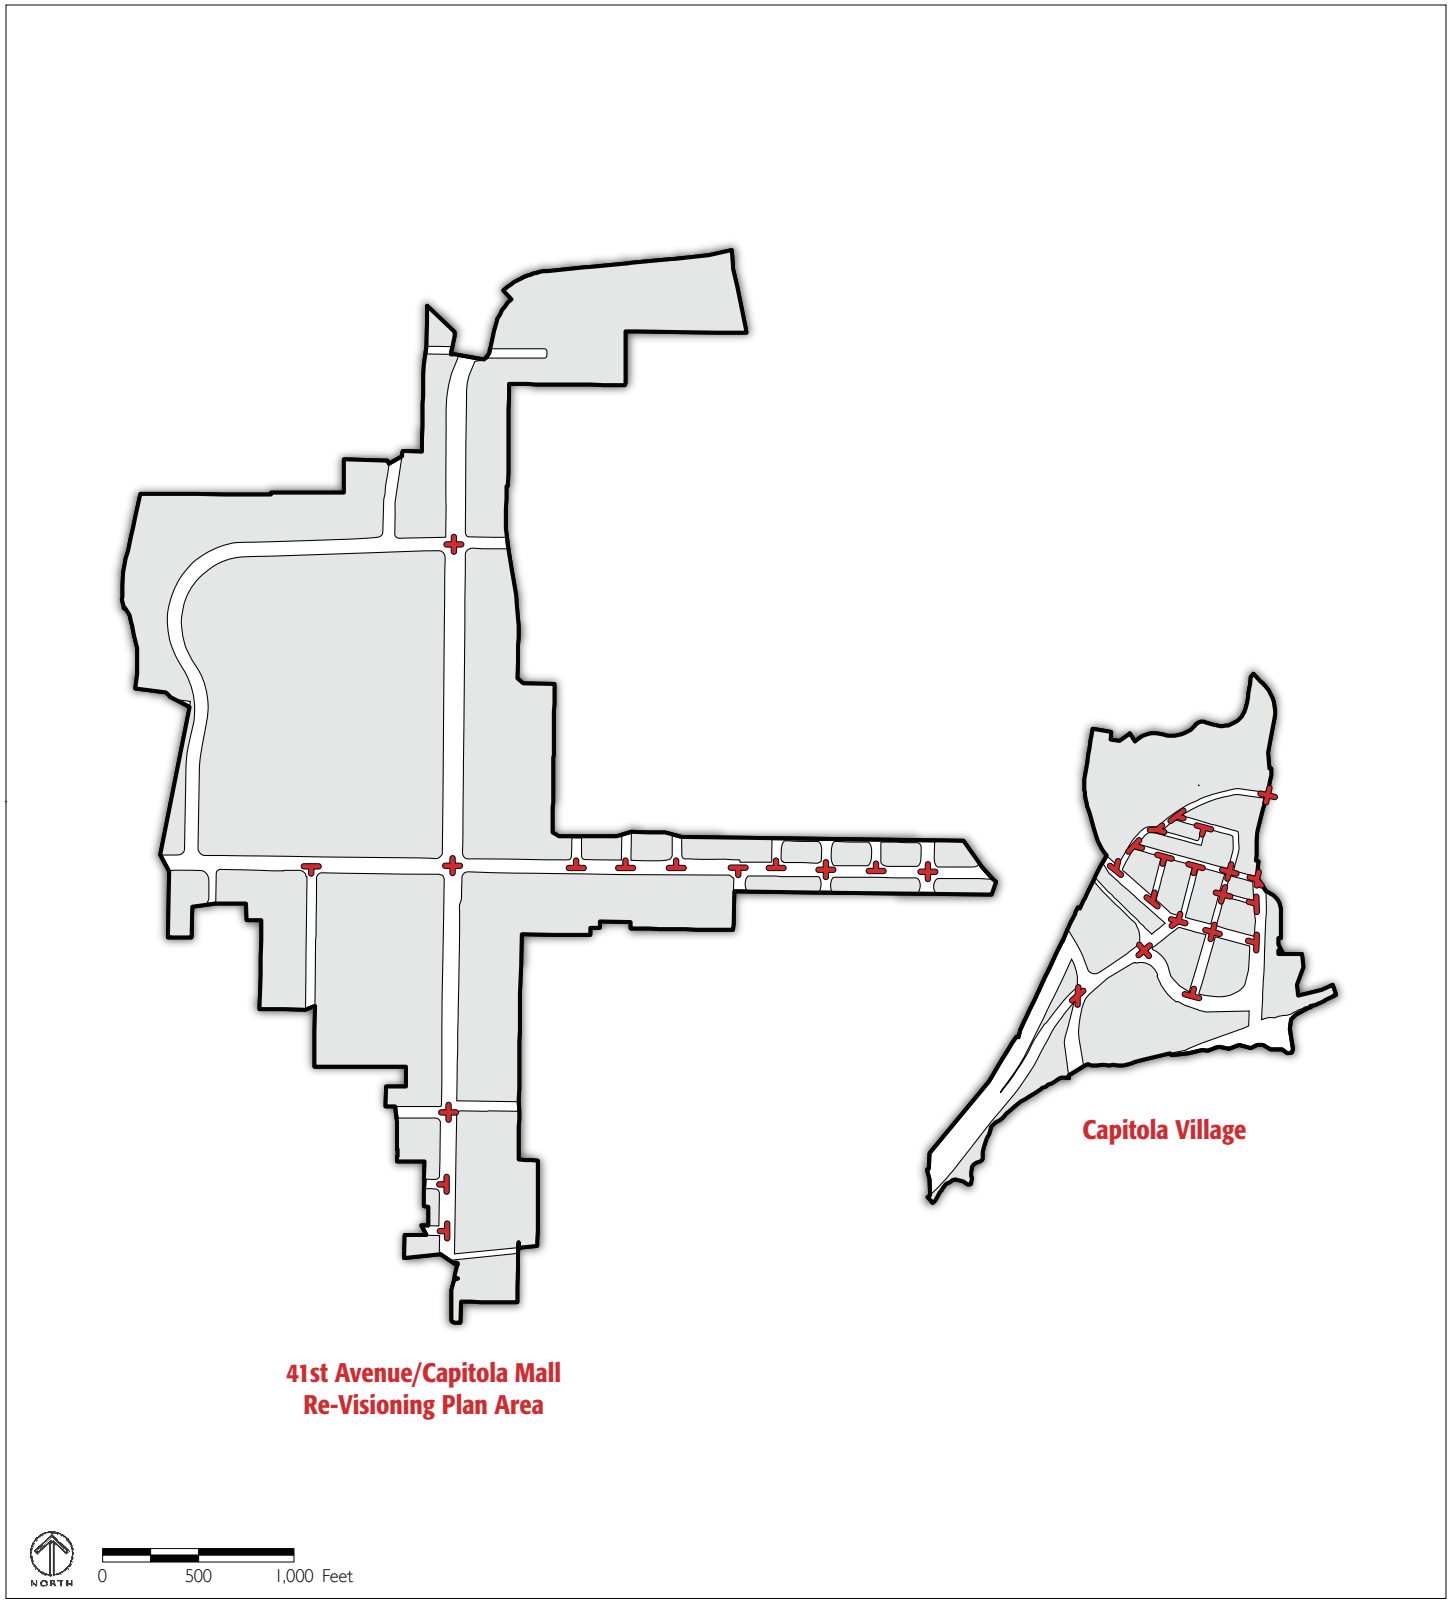 Capitola Village
41st Avenue/Capitola Mall
Re-Visioning Plan Area
NORTH
0 500 1,000 Feet